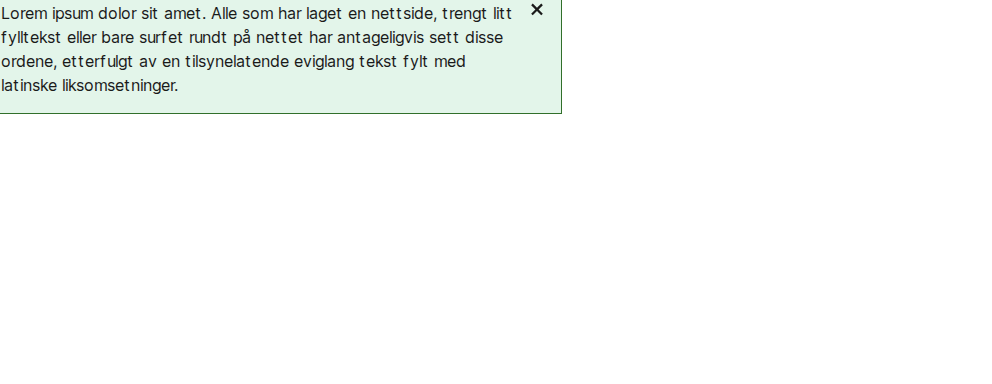 Lorem ipsum dolor sit amet. Alle som har laget en nettside, trengt litt
fylltekst eller bare surfet rundt på nettet har antageligvis sett disse
ordene, etterfulgt av en tilsynelatende eviglang tekst fylt med
latinske liksomsetninger.